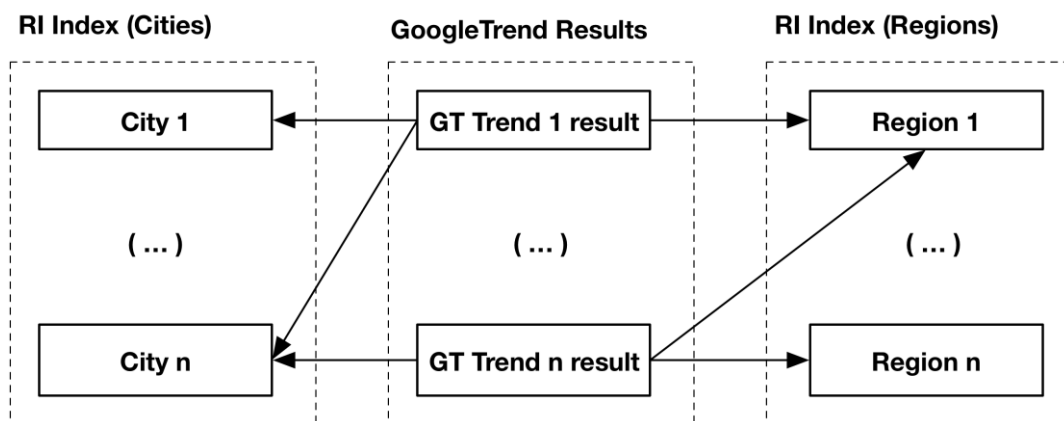 RI Index (Cities)
GoogleTrend Results
RI Index (Regions)
City 1
GT Trend 1 result
Region 1
( ... )
( ... )
( ... )
City n
GT Trend n result
Region n